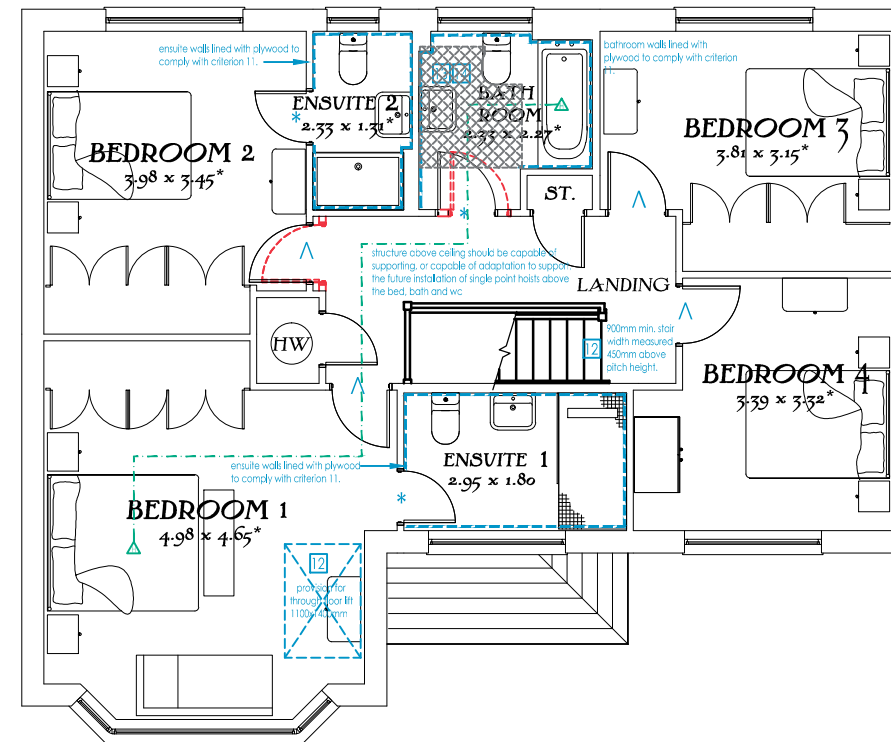 ensuite walls lined with plywood to
comply with criterion 11.
ENSUITE 2
2.33 x 1.31*
*
BATH
ROOM
2.33 x 2.27*
bathroom walls lined with
plywood to comply with criterion
11.
BEDROOM 2
3.98 x 3.45*
BEDROOM 3
3.81 x 3.15*
ST.
*
structure above ceiling should be capable of
supporting, or capable of adaptation to support,
the future installation of single point hoists above
the bed, bath and wc
LANDING
HW
12
900mm min. stair
width measured
450mm above
pitch height.
BEDROOM 4
3.39 x 3.32*
ensuite walls lined with plywood
to comply with criterion 11.
ENSUITE 1
2.95 x 1.80
*
BEDROOM 1
4.98 x 4.65*
12
provision for
through floor lift
1100x1400mm